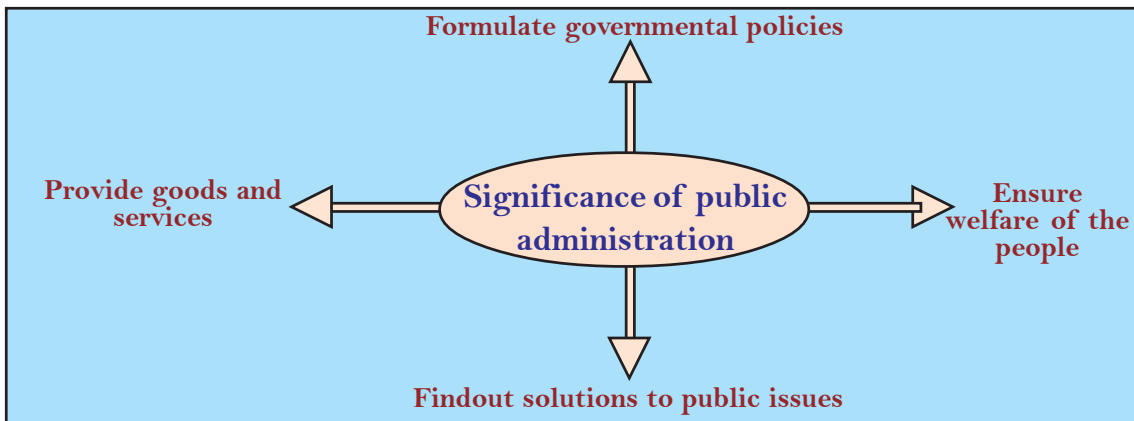 Formulate governmental policies
Provide goods and
services
Significance of public
administration
Ensure
welfare of the
people
Findout solutions to public issues